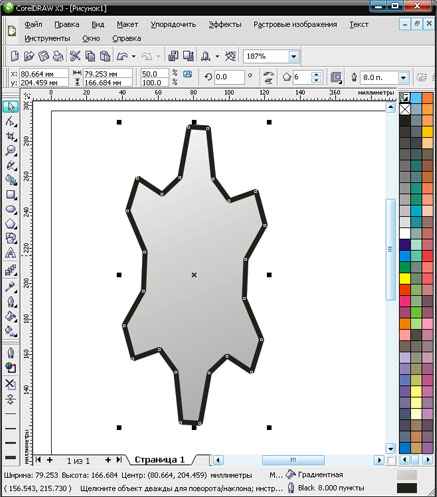 CorelDRAW X3 - [Рисунок1]
Файл Правка Вид Макет Упорядочить Эффекты Растровые изображения Текст
Инструменты Окно Справка
187%
x: 80.664 мм 79.253 мм 50.0 % 0.0 ° 6 8.0 п.
y: 204.459 мм 166.684 мм 100.0 %
0 20 40 60 80 100 120 140 160 180 миллиметры
300
280
260
240
220
200
180
160
140
миллиметры
1 из 1 Страница 1
Ширина: 79.253 Высота: 166.684 Центр: (80.664, 204.459) миллиметры М... Градиентная
( 156.543, 215.730 ) Щелкните объект дважды для поворота/наклона; инстр... Black 8.000 пункты